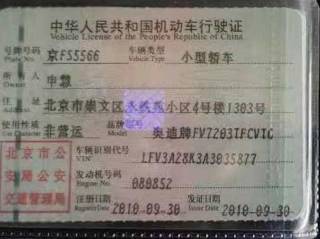 中华人民共和国机动车行驶证
Vehicle License of the People's Republic of China
号牌号码 京FS5566 车辆类型 小型轿车
Plate No. Vehicle Type
所有人 申慧
Owner
住址 北京市崇文区小区4号楼1303号
Address
使用性质 非营运 品牌型号 奥迪牌FV7203TFCVTG
Use Character Model
北京市公 车辆识别代号 LFV3A28K3A3035877
VIN
安局公安 发动机号码 080852
Engine No.
交通管理局 注册日期 2010-09-30 发证日期 2010-09-30
Register Date Issue Date